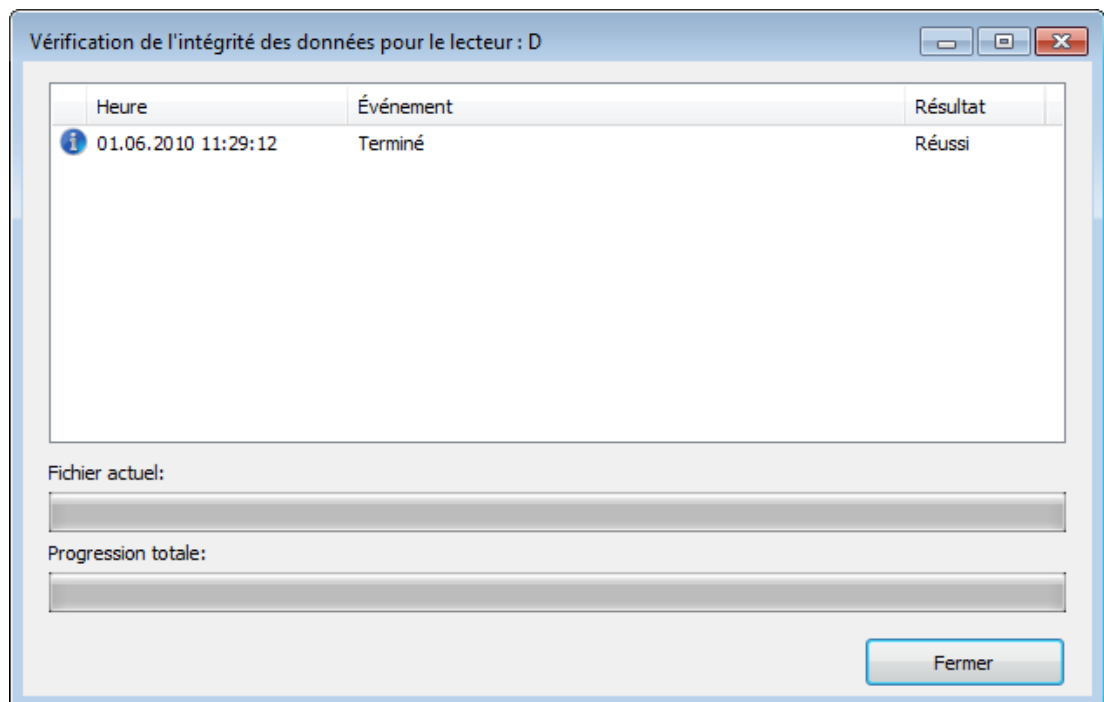 Vérification de l'intégrité des données pour le lecteur : D
Heure Événement Résultat
01.06.2010 11:29:12 Terminé Réussi
Fichier actuel:
Progression totale:
Fermer